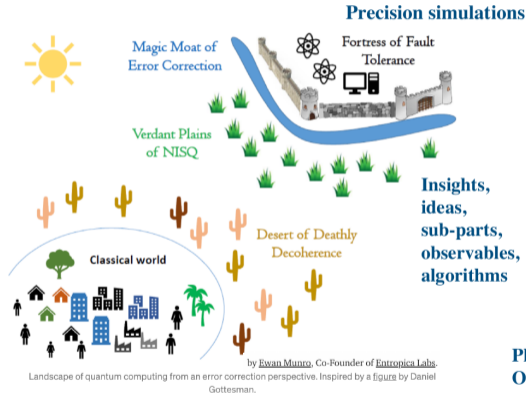 Precision simulations
Magic Moat of
Error Correction
Fortress of Fault
Tolerance
Verdant Plains
of NISQ
Insights,
ideas,
sub-parts,
observables,
algorithms
Desert of Deathly
Decoherence
Classical world
by Ewan Munro, Co-Founder of Entropica Labs.
Landscape of quantum computing from an error correction perspective. Inspired by a figure by Daniel
Gottesman.